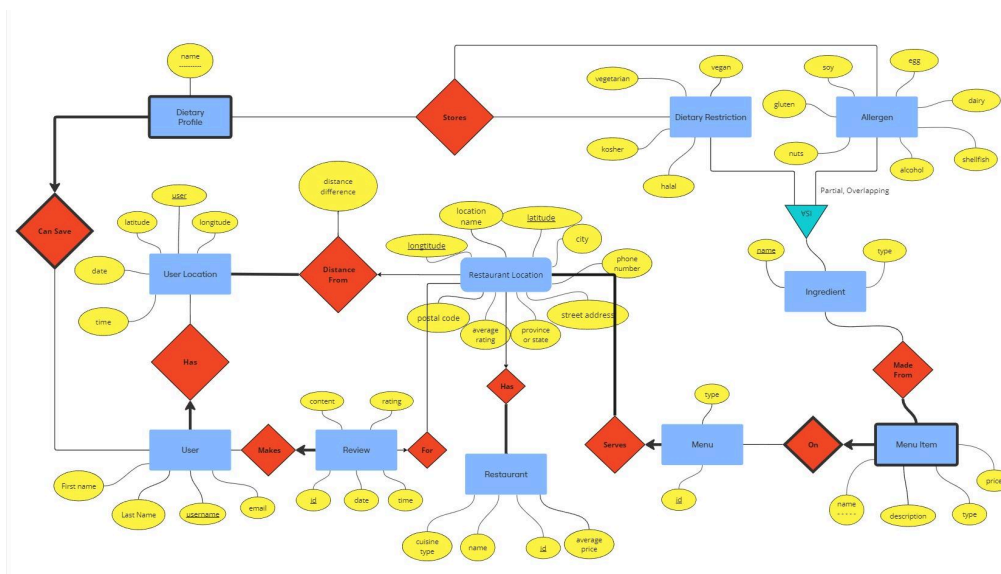 name
----------
Dietary
Profile
Stores
vegetarian
vegan
Dietary Restriction
kosher
halal
soy
egg
gluten
dairy
Allergen
nuts
alcohol
shellfish
Partial, Overlapping
ISA
Can Save
user
latitude
longitude
date
User Location
time
distance
difference
Distance
From
location
name
latitude
longtitude
city
phone
number
Restaurant Location
postal code
street address
average
rating
province
or state
name
type
Ingredient
Has
Has
Made
From
content
rating
type
User
Makes
Review
For
Serves
Menu
On
Menu Item
Restaurant
First name
Last Name
username
email
id
date
time
id
name
-----
description
type
price
cuisine
type
name
id
average
price